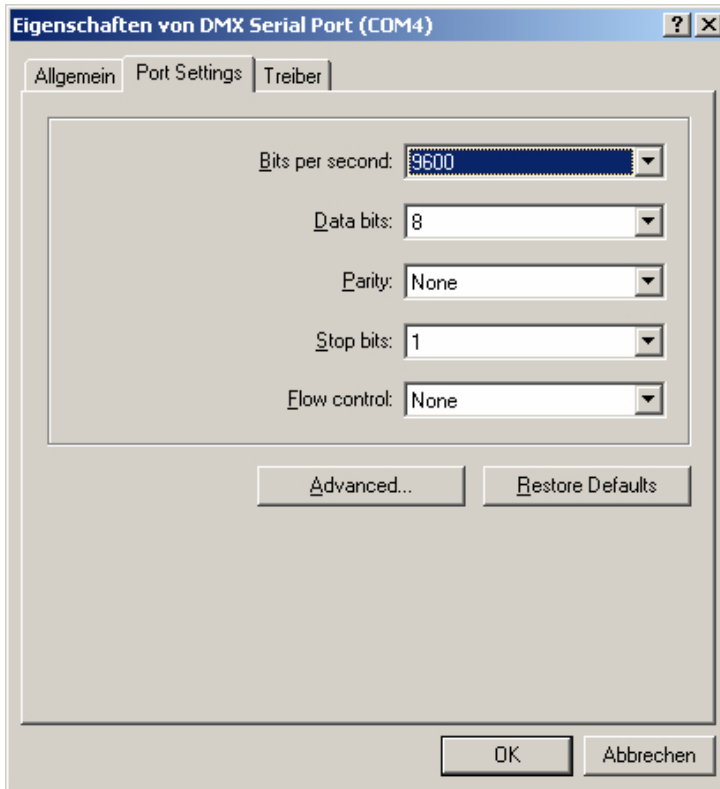 Eigenschaften von DMX Serial Port (COM4)
Allgemein Port Settings Treiber
Bits per second: 9600
Data bits: 8
Parity: None
Stop bits: 1
Flow control: None
Advanced... Restore Defaults
OK Abbrechen